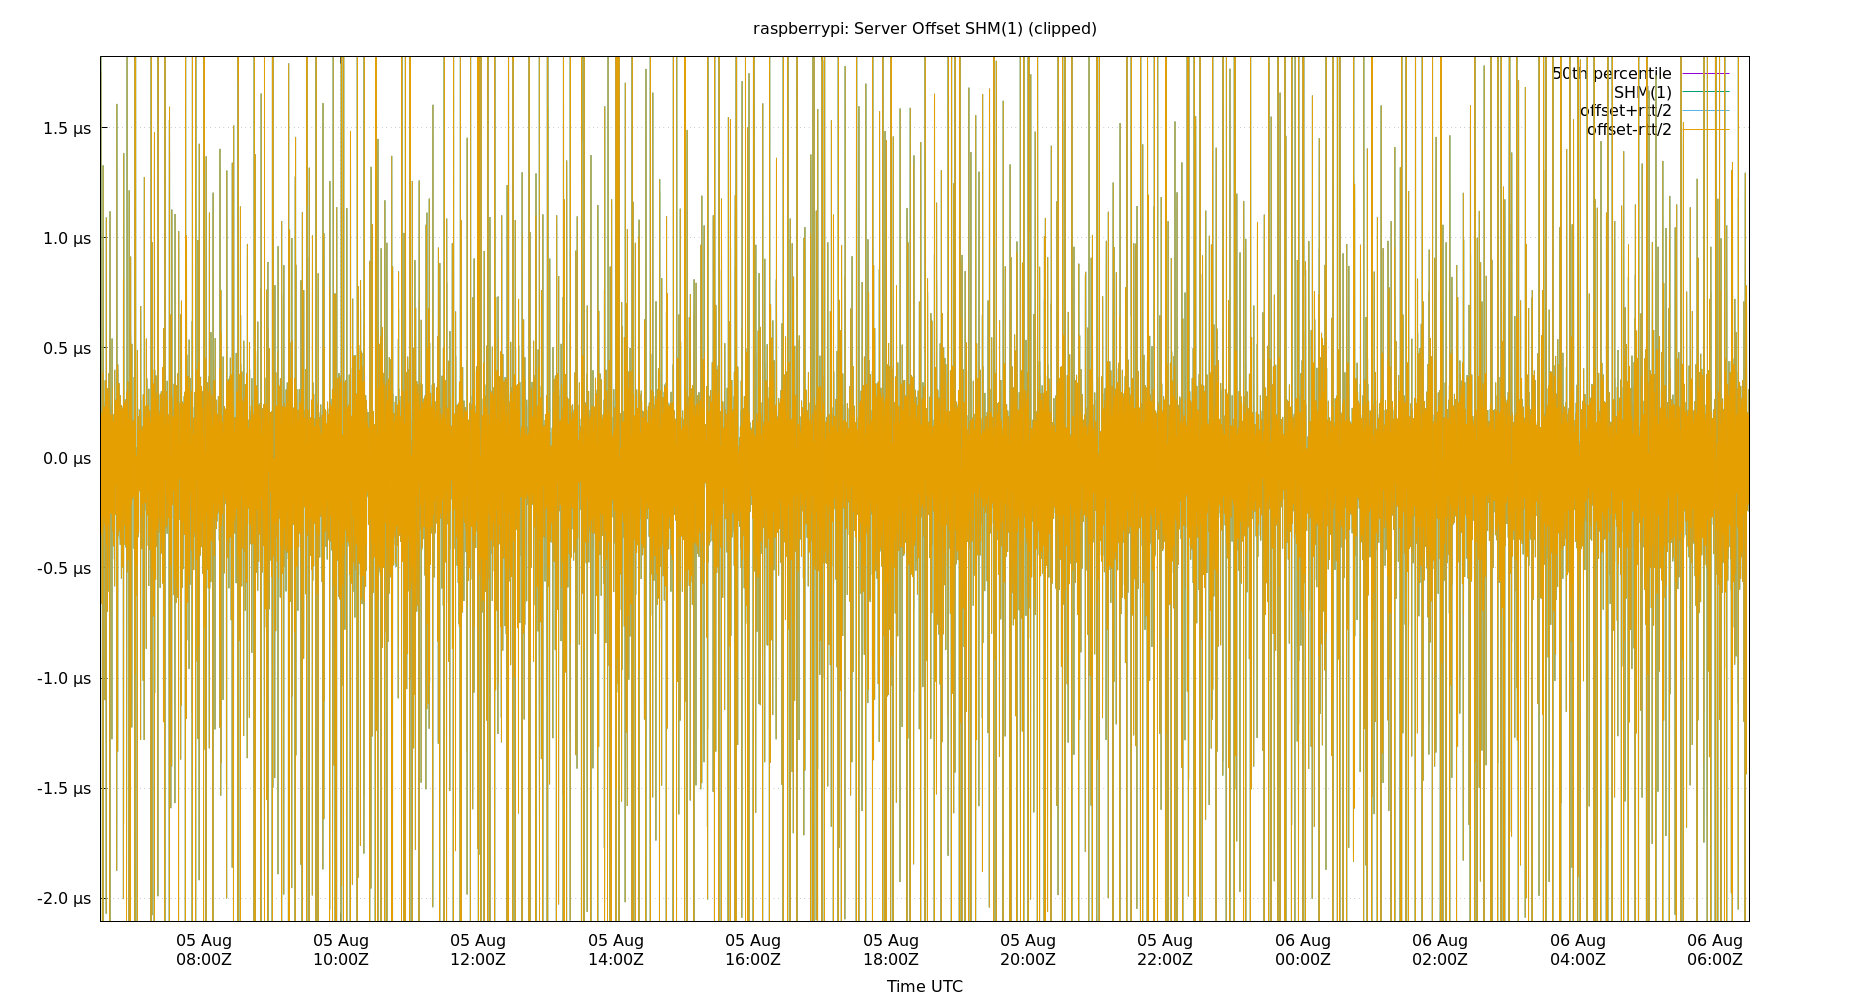 raspberrypi: Server Offset SHM(1) (clipped)
50th percentile
SHM(1)
offset+rtt/2
offset-rtt/2
1.5 µs
1.0 µs
0.5 µs
0.0 µs
-0.5 µs
-1.0 µs
-1.5 µs
-2.0 µs
05 Aug 05 Aug 05 Aug 05 Aug 05 Aug 05 Aug 05 Aug 05 Aug 06 Aug 06 Aug 06 Aug 06 Aug
08:00Z 10:00Z 12:00Z 14:00Z 16:00Z 18:00Z 20:00Z 22:00Z 00:00Z 02:00Z 04:00Z 06:00Z
Time UTC